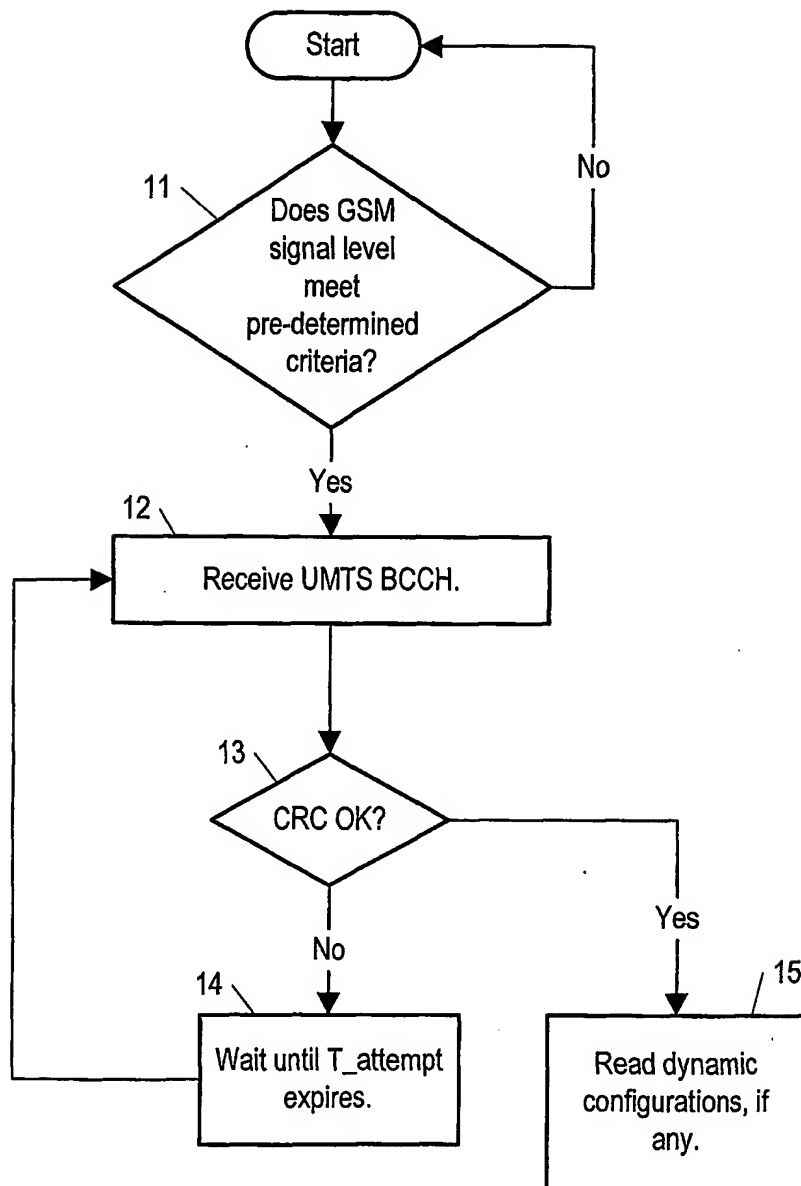 Start
No
11
Does GSM
signal level
meet
pre-determined
criteria?
Yes
12
Receive UMTS BCCH.
13
CRC OK?
Yes
No
14
15
Wait until T_attempt
expires.
Read dynamic
configurations, if
any.